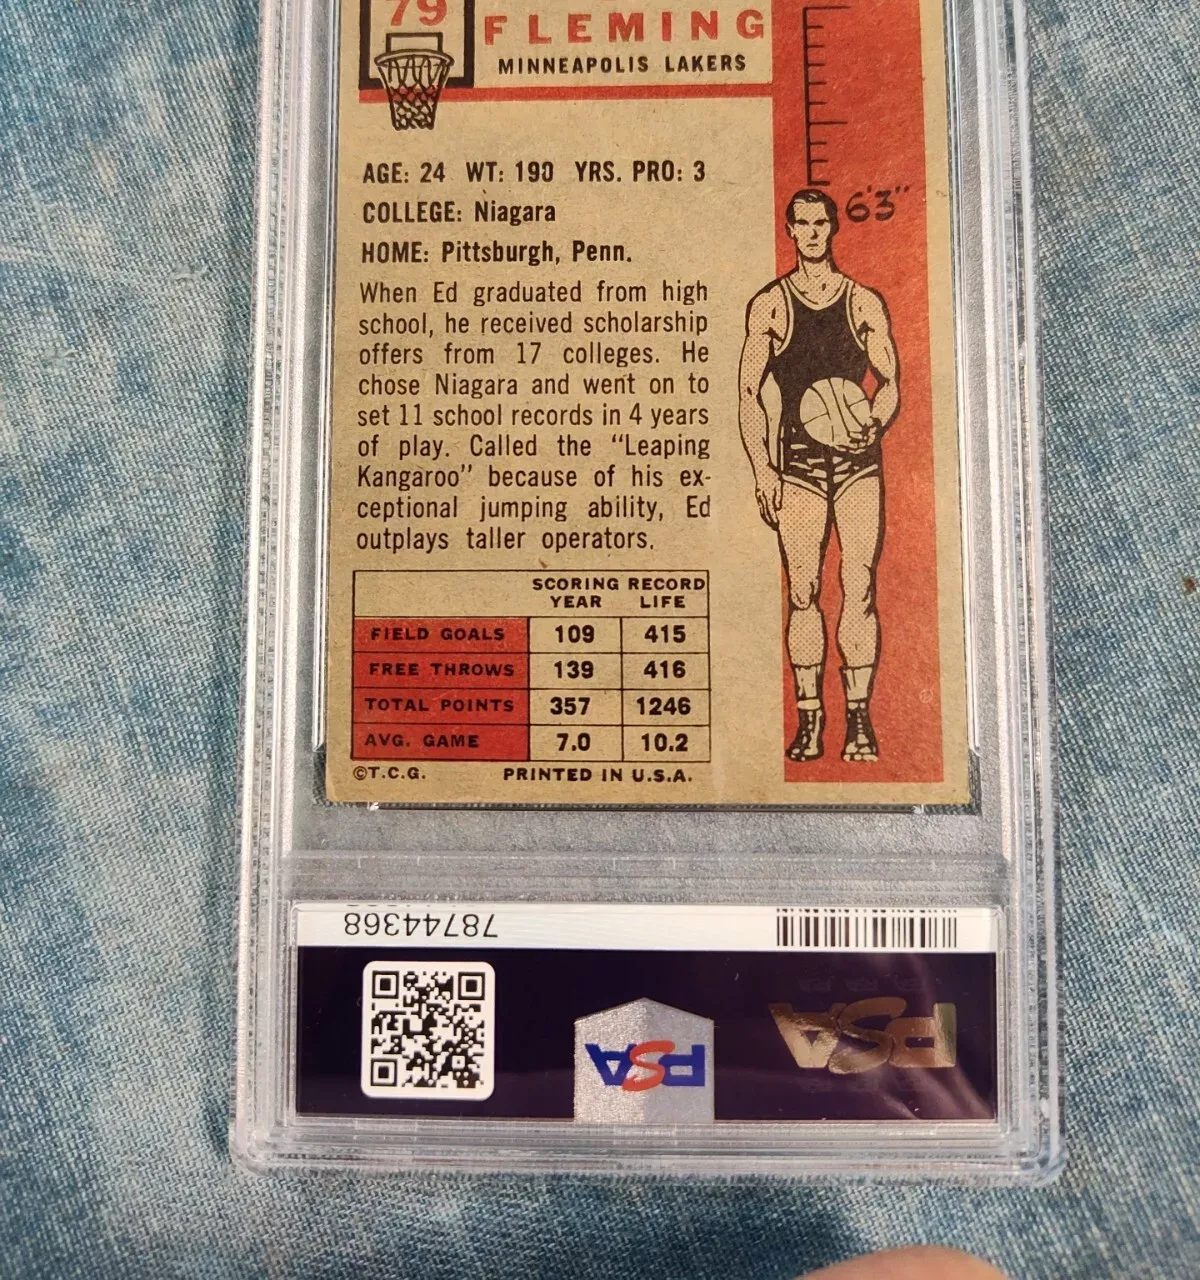 79
FLEMING
MINNEAPOLIS LAKERS
AGE: 24 WT: 190 YRS. PRO: 3
COLLEGE: Niagara
HOME: Pittsburgh, Penn.
6'3"
When Ed graduated from high
school, he received scholarship
offers from 17 colleges. He
chose Niagara and went on to
set 11 school records in 4 years
of play. Called the “Leaping
Kangaroo” because of his ex-
ceptional jumping ability, Ed
outplays taller operators.
SCORING RECORD
YEAR LIFE
FIELD GOALS 109 415
FREE THROWS 139 416
TOTAL POINTS 357 1246
AVG. GAME 7.0 10.2
©T.C.G. PRINTED IN U.S.A.
78744368
PSA
PSA